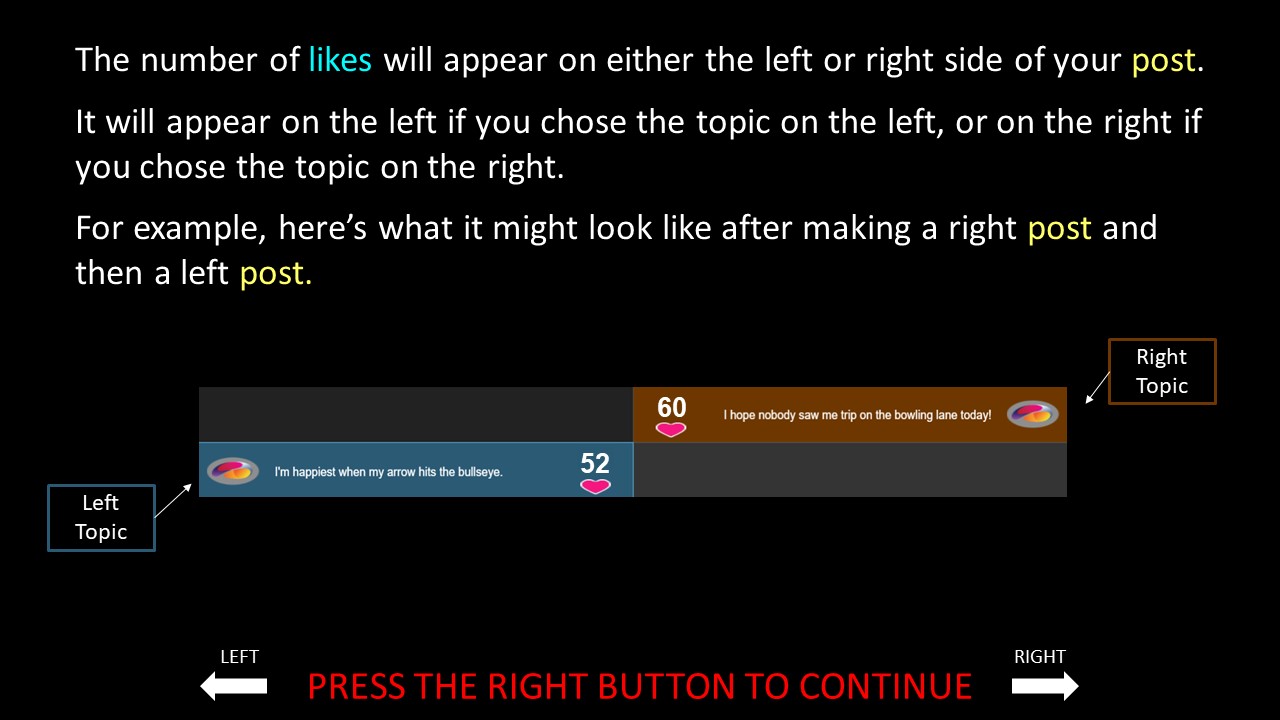 The number of likes will appear on either the left or right side of your post.
It will appear on the left if you chose the topic on the left, or on the right if
you chose the topic on the right.
For example, here’s what it might look like after making a right post and
then a left post.
Right
Topic
60
I hope nobody saw me trip on the bowling lane today!
I'm happiest when my arrow hits the bullseye.
52
Left
Topic
LEFT
RIGHT
PRESS THE RIGHT BUTTON TO CONTINUE